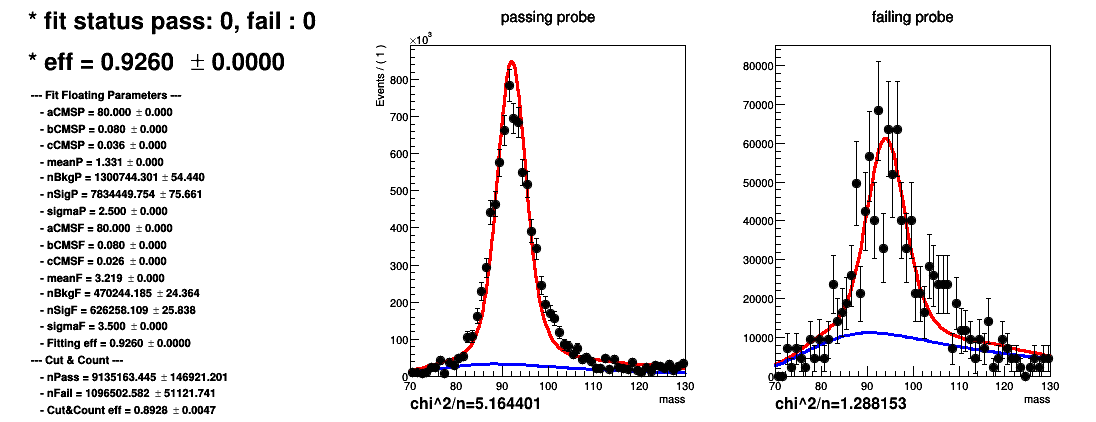 * fit status pass: 0, fail : 0
* eff = 0.9260 ± 0.0000
--- Fit Floating Parameters ---
- aCMSP = 80.000 ± 0.000
- bCMSP = 0.080 ± 0.000
- cCMSP = 0.036 ± 0.000
- meanP = 1.331 ± 0.000
- nBkgP = 1300744.301 ± 54.440
- nSigP = 7834449.754 ± 75.661
- sigmaP = 2.500 ± 0.000
- aCMSF = 80.000 ± 0.000
- bCMSF = 0.080 ± 0.000
- cCMSF = 0.026 ± 0.000
- meanF = 3.219 ± 0.000
- nBkgF = 470244.185 ± 24.364
- nSigF = 626258.109 ± 25.838
- sigmaF = 3.500 ± 0.000
- Fitting eff = 0.9260 ± 0.0000
--- Cut & Count ---
- nPass = 9135163.445 ± 146921.201
- nFail = 1096502.582 ± 51121.741
- Cut&Count eff = 0.8928 ± 0.0047
passing probe
×10³
Events / ( 1 )
800
700
600
500
400
300
200
100
0
70 80 90 100 110 120 130
mass
chi^2/n=5.164401
failing probe
80000
70000
60000
50000
40000
30000
20000
10000
0
70 80 90 100 110 120 130
mass
chi^2/n=1.288153